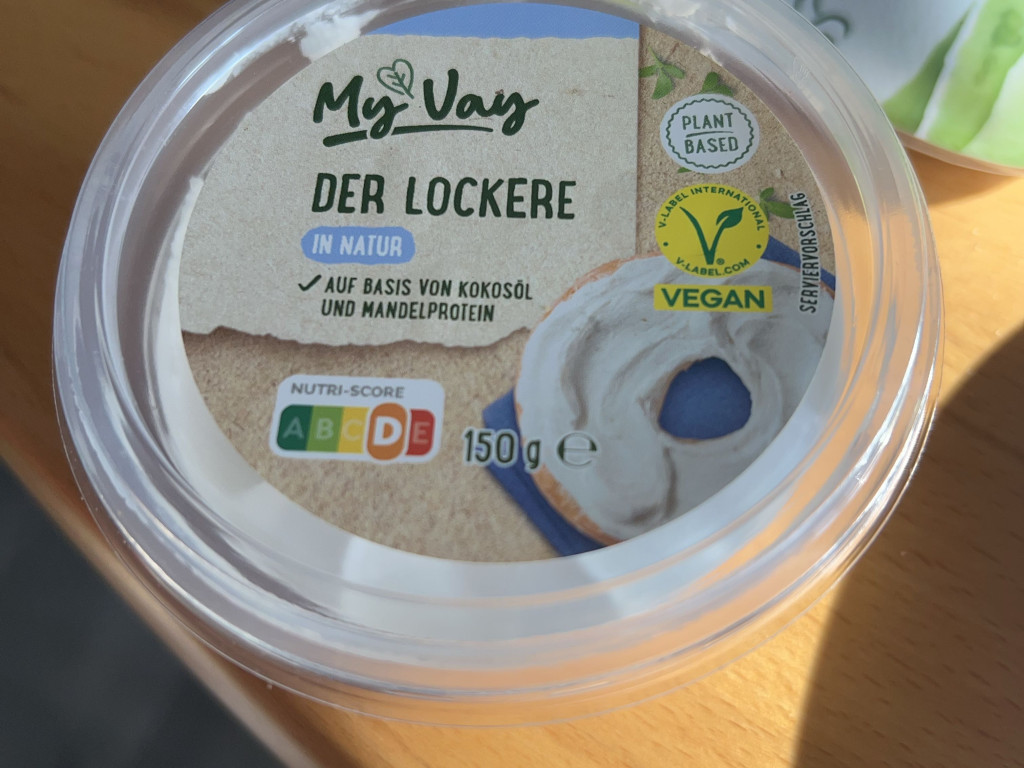 My Vay
DER LOCKERE
IN NATUR
✓ AUF BASIS VON KOKOSÖL
UND MANDELPROTEIN
PLANT
BASED
V-LABEL INTERNATIONAL
®
V-LABEL.COM
VEGAN
SERVIERVORSCHLAG
NUTRI-SCORE
A B C D E
150 g ℮